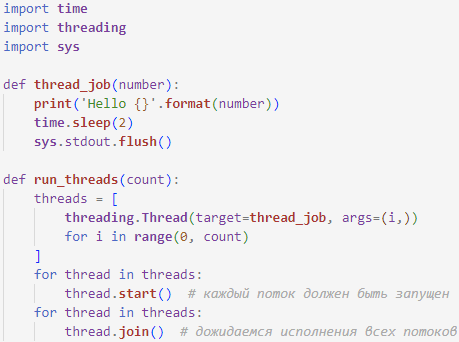 import time
import threading
import sys

def thread_job(number):
    print('Hello {}'.format(number))
    time.sleep(2)
    sys.stdout.flush()

def run_threads(count):
    threads = [
        threading.Thread(target=thread_job, args=(i,))
        for i in range(0, count)
    ]
    for thread in threads:
        thread.start()  # каждый поток должен быть запущен
    for thread in threads:
        thread.join()  # дожидаемся исполнения всех потоков